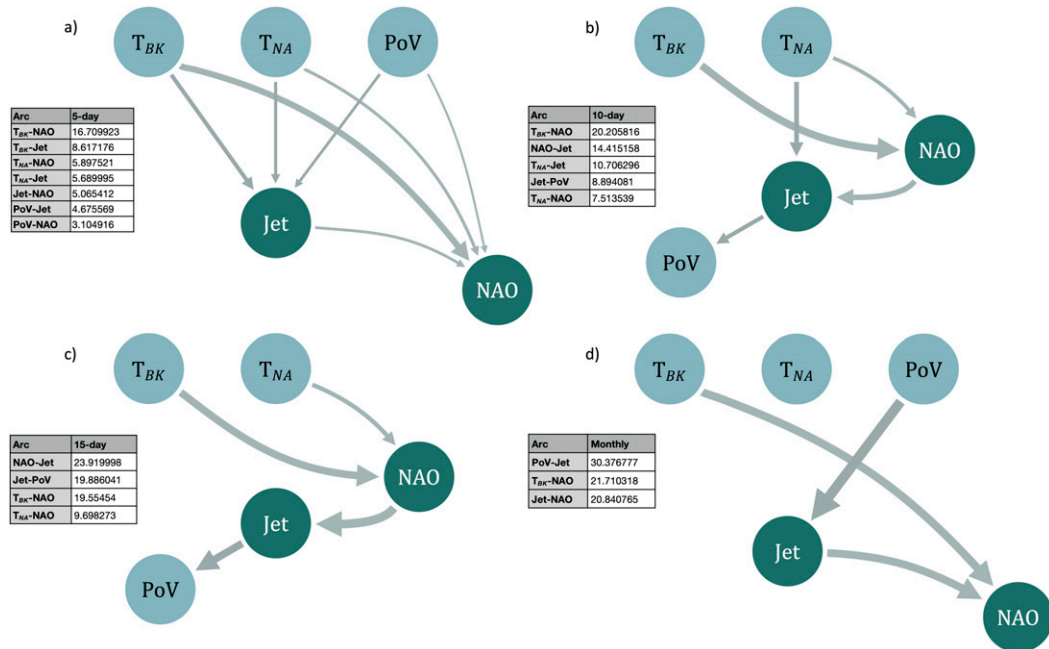 a)
T_BK
T_NA
PoV
Jet
NAO
Arc 5-day
T_BK-NAO 16.709923
T_BK-Jet 8.617176
T_NA-NAO 5.897521
T_NA-Jet 5.689995
Jet-NAO 5.065412
PoV-Jet 4.675569
PoV-NAO 3.104916
b)
T_BK
T_NA
NAO
Jet
PoV
Arc 10-day
T_BK-NAO 20.205816
NAO-Jet 14.415158
T_NA-Jet 10.706296
Jet-PoV 8.894081
T_NA-NAO 7.513539
c)
T_BK
T_NA
NAO
Jet
PoV
Arc 15-day
NAO-Jet 23.919998
Jet-PoV 19.886041
T_BK-NAO 19.55454
T_NA-NAO 9.698273
d)
T_BK
T_NA
PoV
Jet
NAO
Arc Monthly
PoV-Jet 30.376777
T_BK-NAO 21.710318
Jet-NAO 20.840765